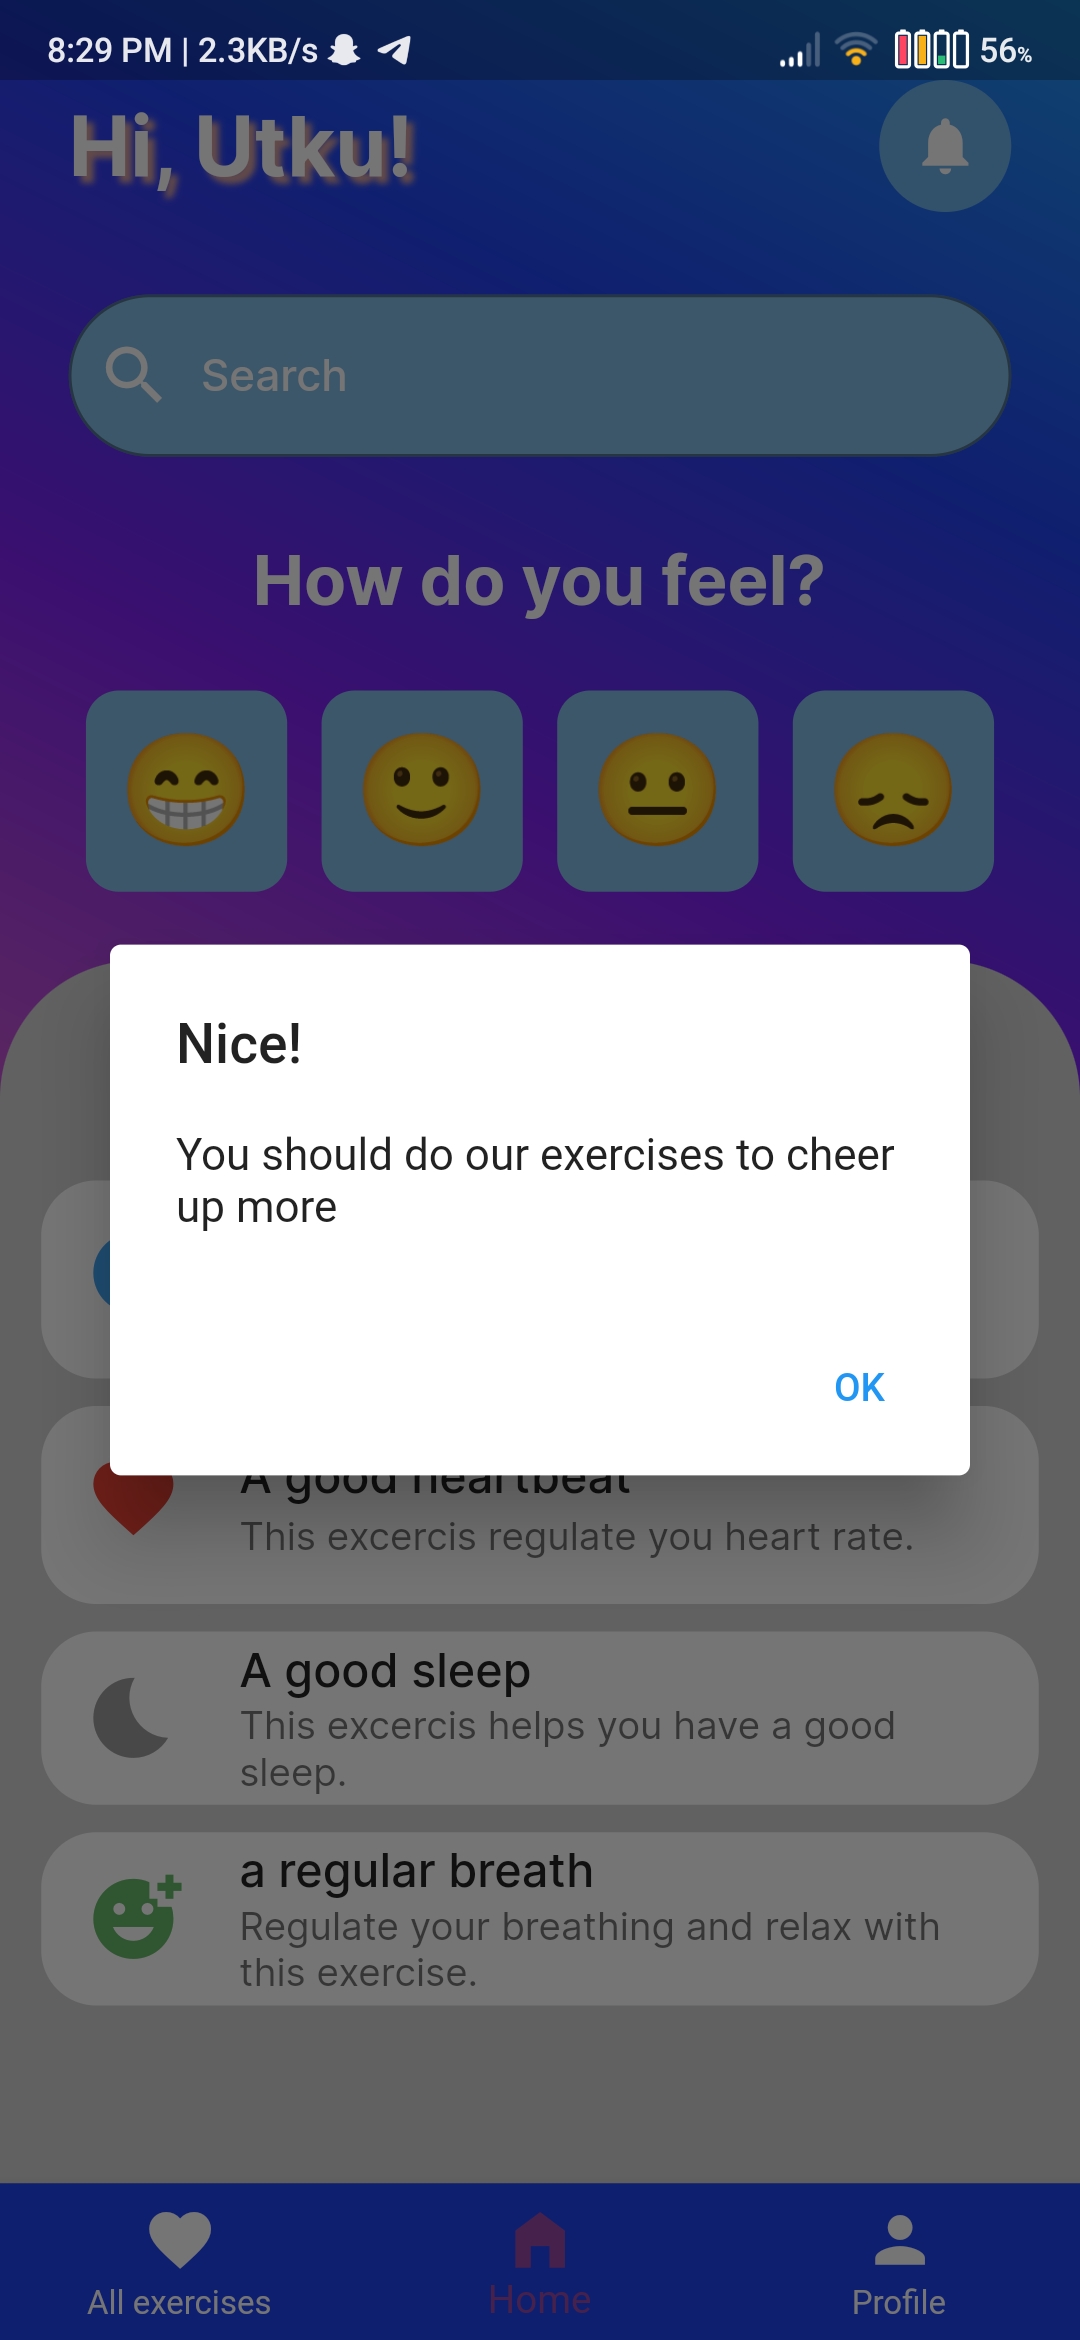 8:29 PM | 2.3KB/s 56%
Hi, Utku!
Search
How do you feel?
Nice!
You should do our exercises to cheer
up more
OK
A good heartbeat
This excercis regulate you heart rate.
A good sleep
This excercis helps you have a good
sleep.
a regular breath
Regulate your breathing and relax with
this exercise.
All exercises
Home
Profile